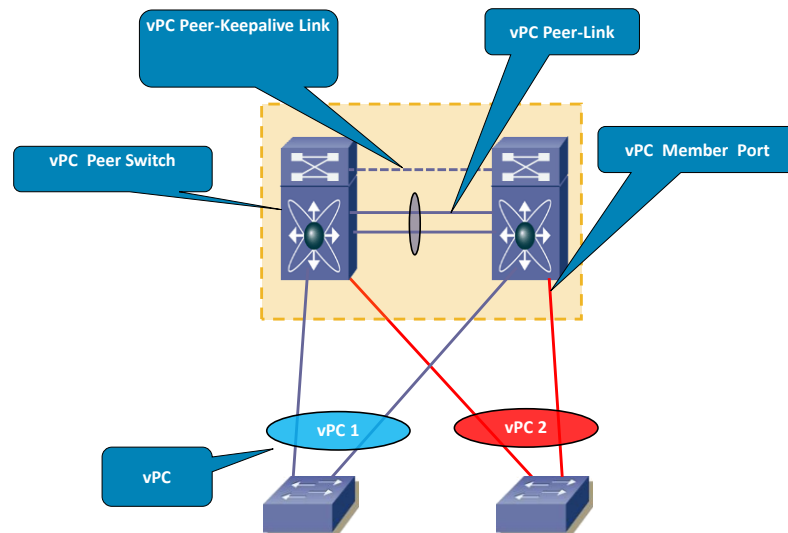 vPC Peer-Keepalive Link
vPC Peer-Link
vPC Peer Switch
vPC Member Port
vPC 1
vPC 2
vPC